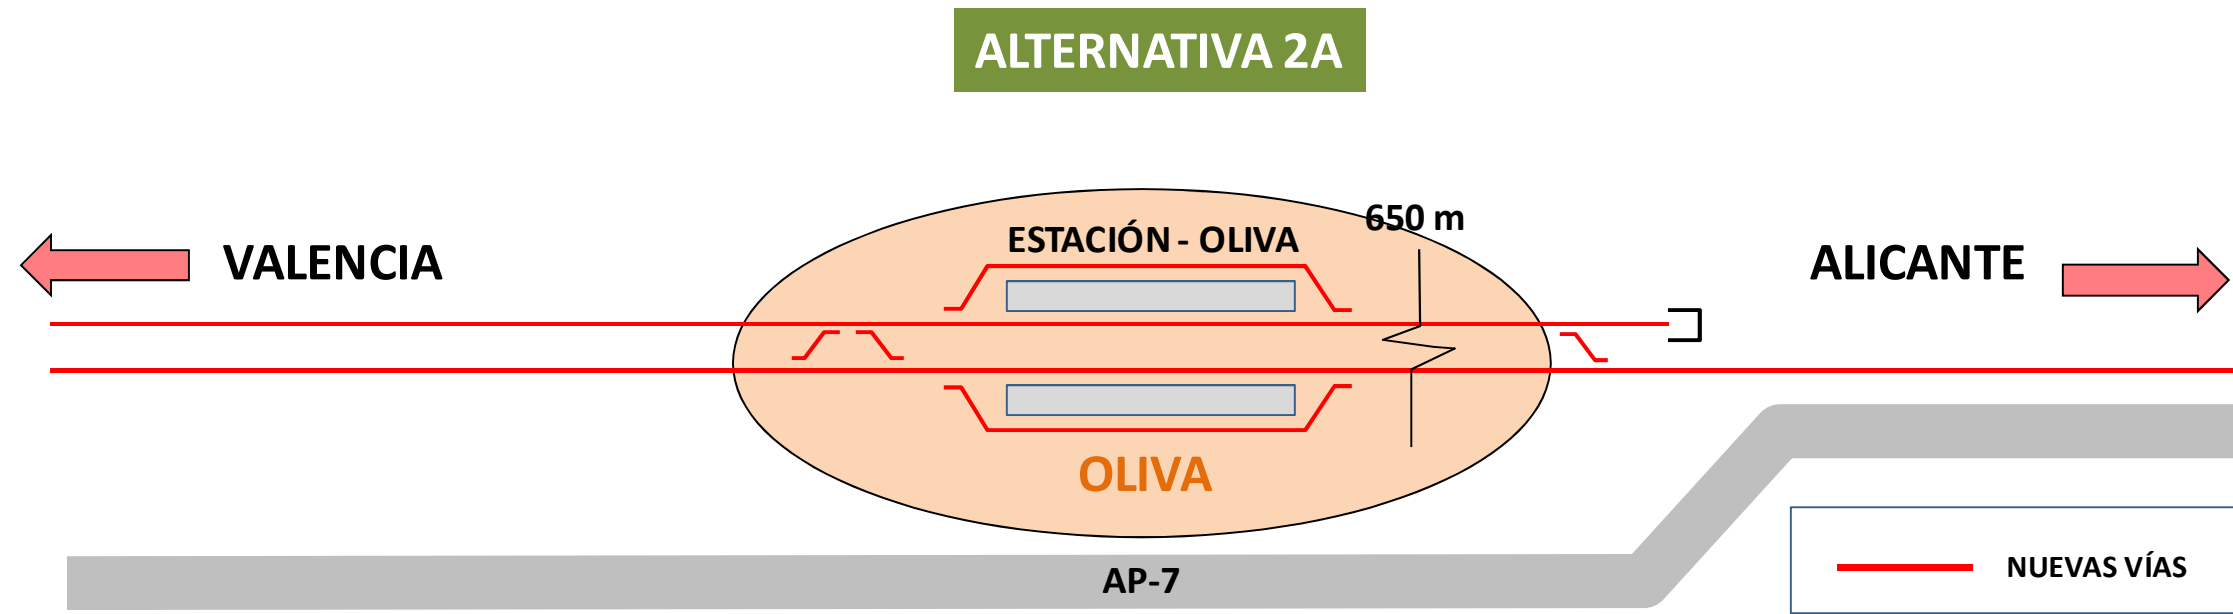 ALTERNATIVA 2A
650 m
ESTACIÓN - OLIVA
VALENCIA
ALICANTE
OLIVA
AP-7
NUEVAS VÍAS